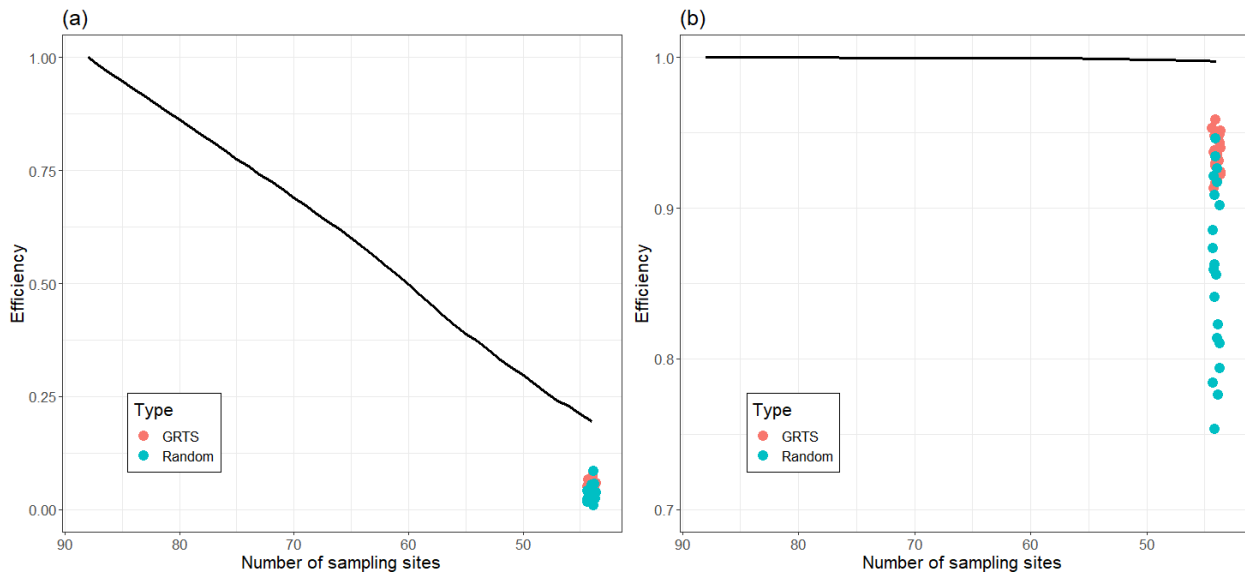 (a)
Efficiency
1.00
0.75
0.50
0.25
0.00
Type
GRTS
Random
90 80 70 60 50
Number of sampling sites
(b)
Efficiency
1.0
0.9
0.8
0.7
Type
GRTS
Random
90 80 70 60 50
Number of sampling sites